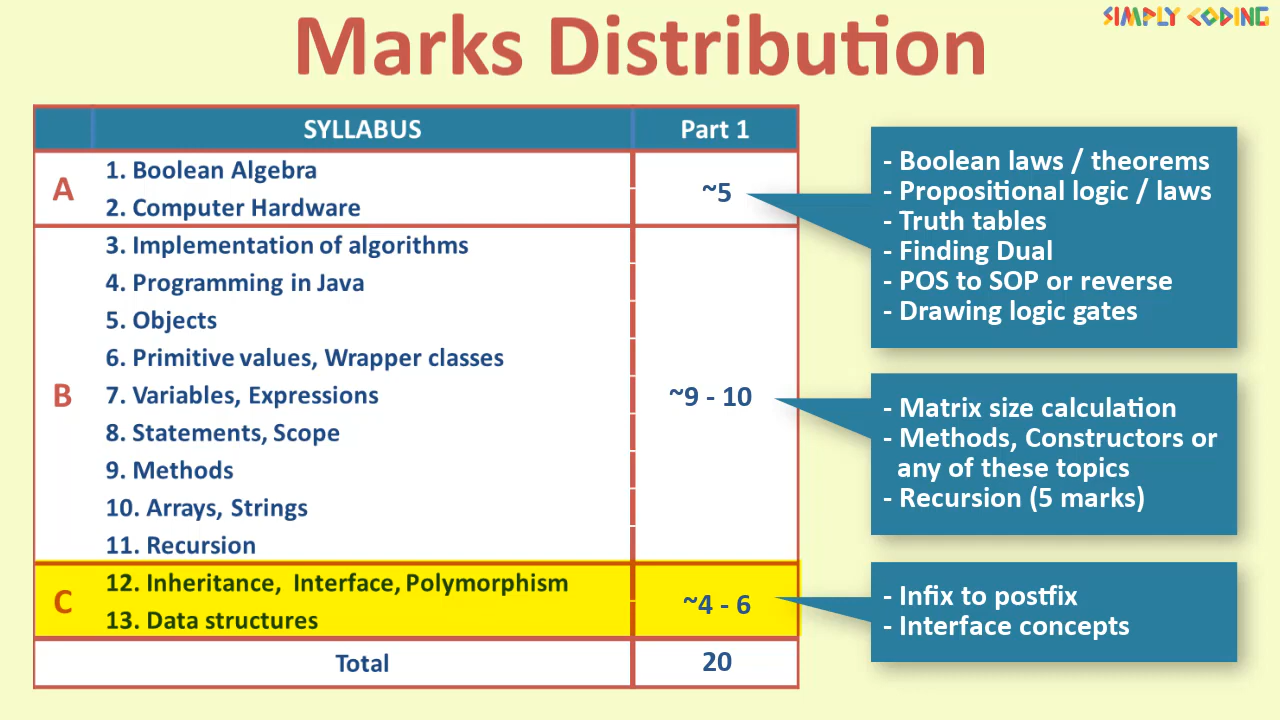 SIMPLY CODING
Marks Distribution
SYLLABUS Part 1
A
1. Boolean Algebra
2. Computer Hardware
~5
B
3. Implementation of algorithms
4. Programming in Java
5. Objects
6. Primitive values, Wrapper classes
7. Variables, Expressions
8. Statements, Scope
9. Methods
10. Arrays, Strings
11. Recursion
~9 - 10
C
12. Inheritance, Interface, Polymorphism
13. Data structures
~4 - 6
Total 20
- Boolean laws / theorems
- Propositional logic / laws
- Truth tables
- Finding Dual
- POS to SOP or reverse
- Drawing logic gates
- Matrix size calculation
- Methods, Constructors or
any of these topics
- Recursion (5 marks)
- Infix to postfix
- Interface concepts